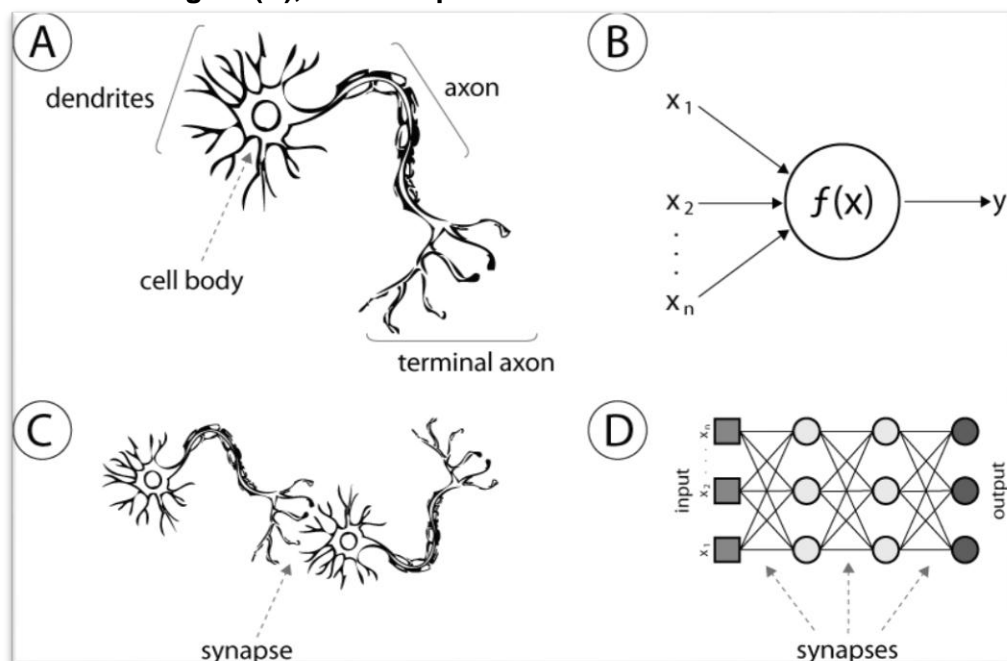 A
dendrites
axon
cell body
terminal axon
B
x1
x2
xn
f(x)
y
C
synapse
D
input
xn
x2
x1
output
synapses